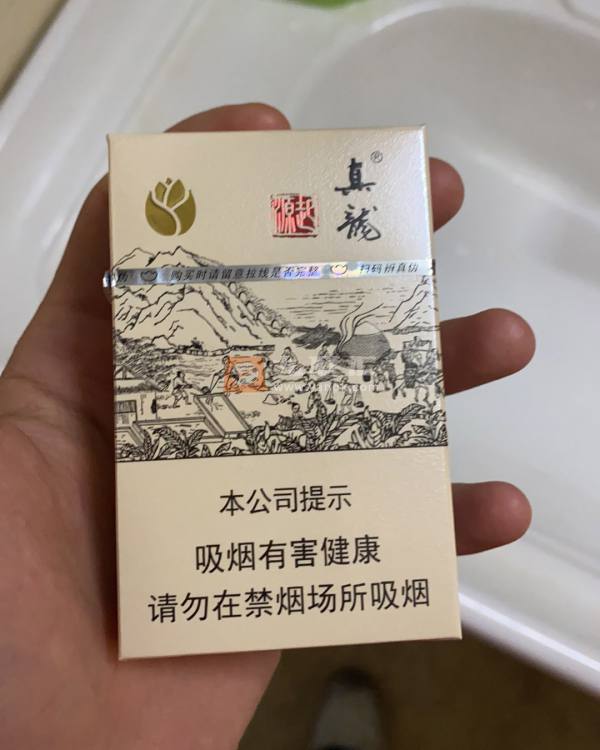 真龍®
起源
购买时请留意拉线是否完整
扫码辨真伪
本公司提示
吸烟有害健康
请勿在禁烟场所吸烟